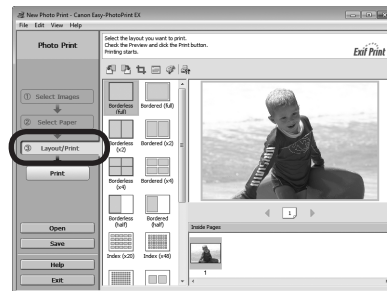 New Photo Print - Canon Easy-PhotoPrint EX
File Edit View Help
Photo Print
Select the layout you want to print.
Check the Preview and click the Print button.
Printing starts.
Exif Print
① Select Images
② Select Paper
③ Layout/Print
Print
Open
Save
Help
Exit
Borderless (full)
Bordered (full)
Borderless (x2)
Bordered (x2)
Borderless (x4)
Bordered (x4)
Borderless (half)
Bordered (half)
Index (x20)
Index (x48)
1
Inside Pages
1